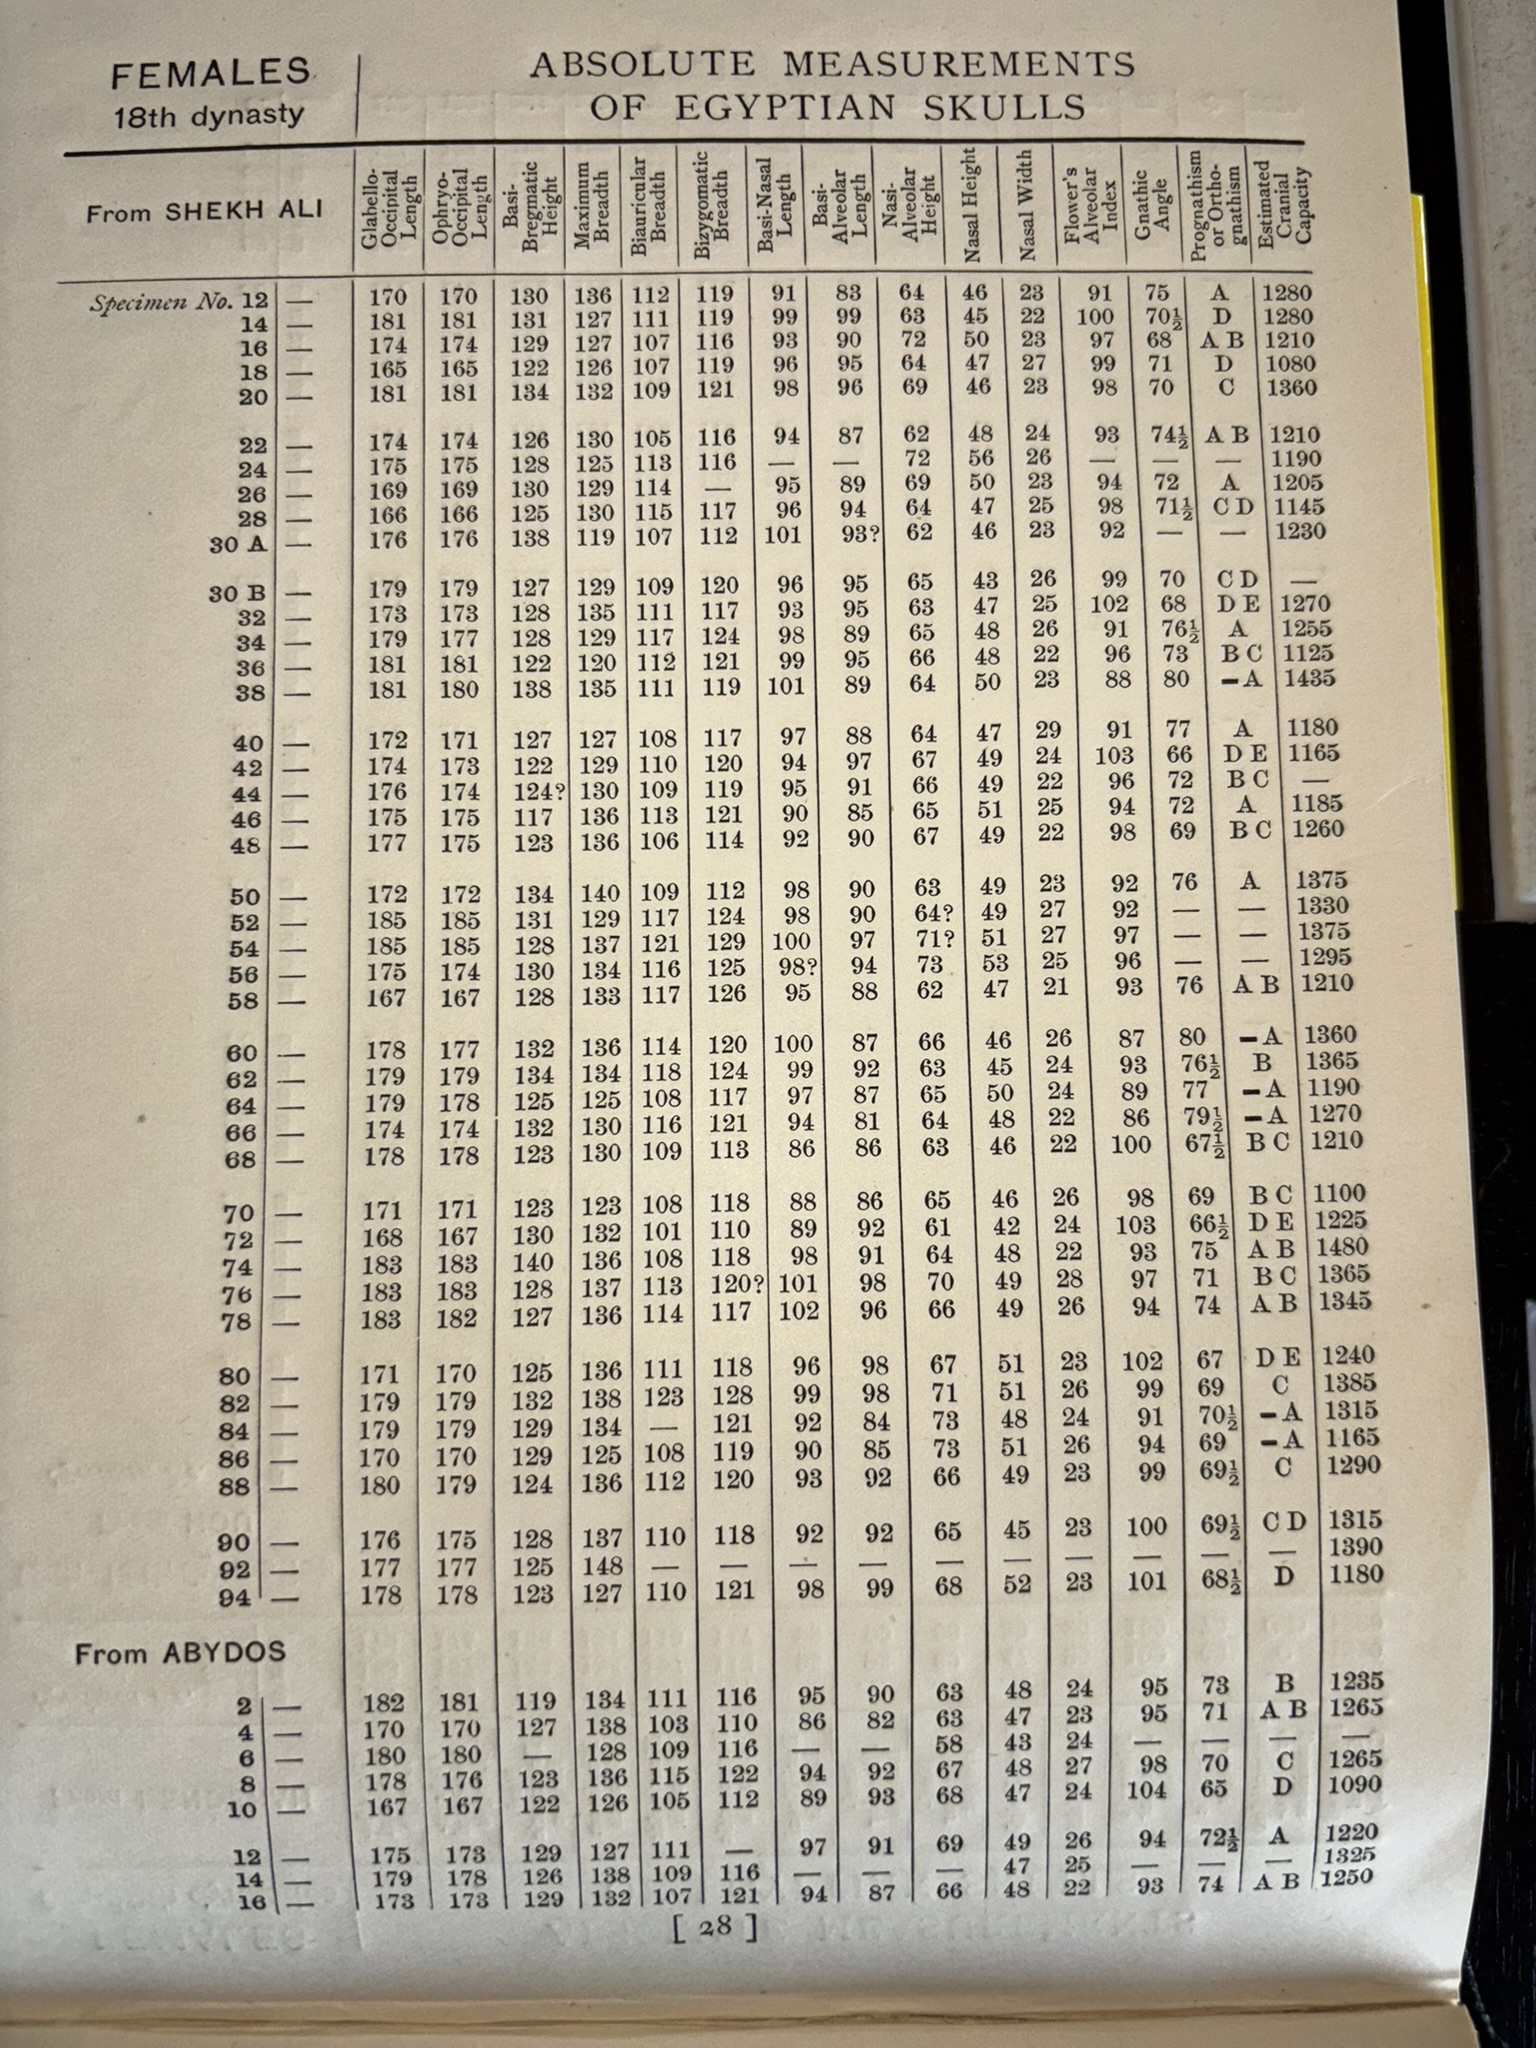 FEMALES
18th dynasty
ABSOLUTE MEASUREMENTS
OF EGYPTIAN SKULLS
From SHEKH ALI
Glabello-Occipital Length
Ophryo-Occipital Length
Basi-Bregmatic Height
Maximum Breadth
Biauricular Breadth
Bizygomatic Breadth
Basi-Nasal Length
Basi-Alveolar Length
Nasi-Alveolar Height
Nasal Height
Nasal Width
Flower's Alveolar Index
Gnathic Angle
Prognathism or Ortho-gnathism
Estimated Cranial Capacity
Specimen No. 12 — 170 170 130 136 112 119 91 83 64 46 23 91 75 A 1280
14 — 181 181 131 127 111 119 99 99 63 45 22 100 70½ D 1280
16 — 174 174 129 127 107 116 93 90 72 50 23 97 68 A B 1210
18 — 165 165 122 126 107 119 96 95 64 47 27 99 71 D 1080
20 — 181 181 134 132 109 121 98 96 69 46 23 98 70 C 1360
22 — 174 174 126 130 105 116 94 87 62 48 24 93 74½ A B 1210
24 — 175 175 128 125 113 116 — — 72 56 26 — — — 1190
26 — 169 169 130 129 114 — 95 89 69 50 23 94 72 A 1205
28 — 166 166 125 130 115 117 96 94 64 47 25 98 71½ C D 1145
30 A — 176 176 138 119 107 112 101 93? 62 46 23 92 — — 1230
30 B — 179 179 127 129 109 120 96 95 65 43 26 99 70 C D —
32 — 173 173 128 135 111 117 93 95 63 47 25 102 68 D E 1270
34 — 179 177 128 129 117 124 98 89 65 48 26 91 76½ A 1255
36 — 181 181 122 120 112 121 99 95 66 48 22 96 73 B C 1125
38 — 181 180 138 135 111 119 101 89 64 50 23 88 80 –A 1435
40 — 172 171 127 127 108 117 97 88 64 47 29 91 77 A 1180
42 — 174 173 122 129 110 120 94 97 67 49 24 103 66 D E 1165
44 — 176 174 124? 130 109 119 95 91 66 49 22 96 72 B C —
46 — 175 175 117 136 113 121 90 85 65 51 25 94 72 A 1185
48 — 177 175 123 136 106 114 92 90 67 49 22 98 69 B C 1260
50 — 172 172 134 140 109 112 98 90 63 49 23 92 76 A 1375
52 — 185 185 131 129 117 124 98 90 64? 49 27 92 — — 1330
54 — 185 185 128 137 121 129 100 97 71? 51 27 97 — — 1375
56 — 175 174 130 134 116 125 98? 94 73 53 25 96 — — 1295
58 — 167 167 128 133 117 126 95 88 62 47 21 93 76 A B 1210
60 — 178 177 132 136 114 120 100 87 66 46 26 87 80 –A 1360
62 — 179 179 134 134 118 124 99 92 63 45 24 93 76½ B 1365
64 — 179 178 125 125 108 117 97 87 65 50 24 89 77 –A 1190
66 — 174 174 132 130 116 121 94 81 64 48 22 86 79½ –A 1270
68 — 178 178 123 130 109 113 86 86 63 46 22 100 67½ B C 1210
70 — 171 171 123 123 108 118 88 86 65 46 26 98 69 B C 1100
72 — 168 167 130 132 101 110 89 92 61 42 24 103 66½ D E 1225
74 — 183 183 140 136 108 118 98 91 64 48 22 93 75 A B 1480
76 — 183 183 128 137 113 120? 101 98 70 49 28 97 71 B C 1365
78 — 183 182 127 136 114 117 102 96 66 49 26 94 74 A B 1345
80 — 171 170 125 136 111 118 96 98 67 51 23 102 67 D E 1240
82 — 179 179 132 138 123 128 99 98 71 51 26 99 69 C 1385
84 — 179 179 129 134 — 121 92 84 73 48 24 91 70½ –A 1315
86 — 170 170 129 125 108 119 90 85 73 51 26 94 69 –A 1165
88 — 180 179 124 136 112 120 93 92 66 49 23 99 69½ C 1290
90 — 176 175 128 137 110 118 92 92 65 45 23 100 69½ C D 1315
92 — 177 177 125 148 — — — — — — — — — — 1390
94 — 178 178 123 127 110 121 98 99 68 52 23 101 68½ D 1180
From ABYDOS
2 — 182 181 119 134 111 116 95 90 63 48 24 95 73 B 1235
4 — 170 170 127 138 103 110 86 82 63 47 23 95 71 A B 1265
6 — 180 180 — 128 109 116 — — 58 43 24 — — — —
8 — 178 176 123 136 115 122 94 92 67 48 27 98 70 C 1265
10 — 167 167 122 126 105 112 89 93 68 47 24 104 65 D 1090
12 — 175 173 129 127 111 — 97 91 69 49 26 94 72½ A 1220
14 — 179 178 126 138 109 116 — — — 47 25 — — — 1325
16 — 173 173 129 132 107 121 94 87 66 48 22 93 74 A B 1250
[ 28 ]